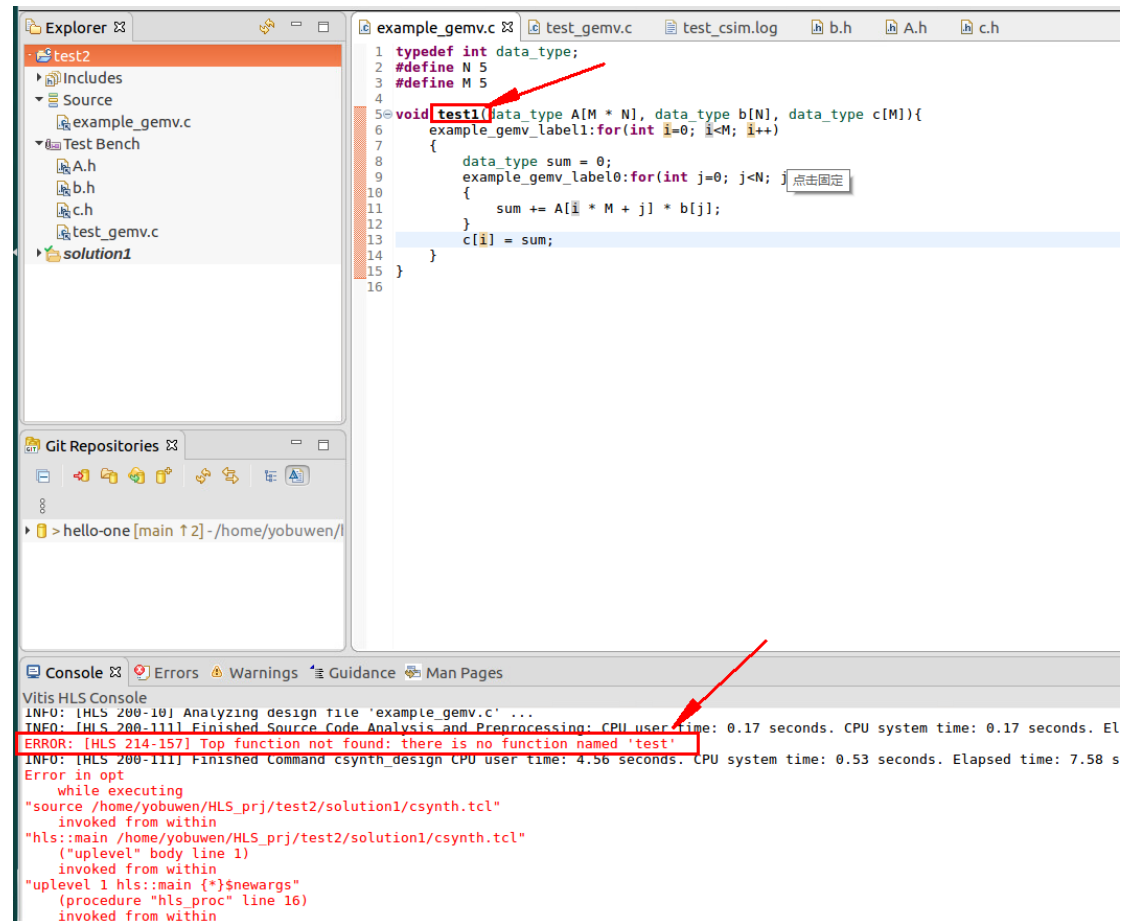 Explorer
test2
Includes
Source
example_gemv.c
Test Bench
A.h
b.h
c.h
test_gemv.c
solution1
example_gemv.c test_gemv.c test_csim.log b.h A.h c.h
1 typedef int data_type;
2 #define N 5
3 #define M 5
4
5 void test1(data_type A[M * N], data_type b[N], data_type c[M]){
6 example_gemv_label1:for(int i=0; i<M; i++)
7 {
8 data_type sum = 0;
9 example_gemv_label0:for(int j=0; j<N; j
点击固定
10 {
11 sum += A[i * M + j] * b[j];
12 }
13 c[i] = sum;
14 }
15 }
16
Git Repositories
GIT
> hello-one [main ↑2] - /home/yobuwen/
Console Errors Warnings Guidance Man Pages
Vitis HLS Console
INFO: [HLS 200-10] Analyzing design file 'example_gemv.c' ...
INFO: [HLS 200-111] Finished Source Code Analysis and Preprocessing: CPU user time: 0.17 seconds. CPU system time: 0.17 seconds. El
ERROR: [HLS 214-157] Top function not found: there is no function named 'test'
INFO: [HLS 200-111] Finished Command csynth_design CPU user time: 4.56 seconds. CPU system time: 0.53 seconds. Elapsed time: 7.58 s
Error in opt
while executing
"source /home/yobuwen/HLS_prj/test2/solution1/csynth.tcl"
invoked from within
"hls::main /home/yobuwen/HLS_prj/test2/solution1/csynth.tcl"
("uplevel" body line 1)
invoked from within
"uplevel 1 hls::main {*}$newargs"
(procedure "hls_proc" line 16)
invoked from within